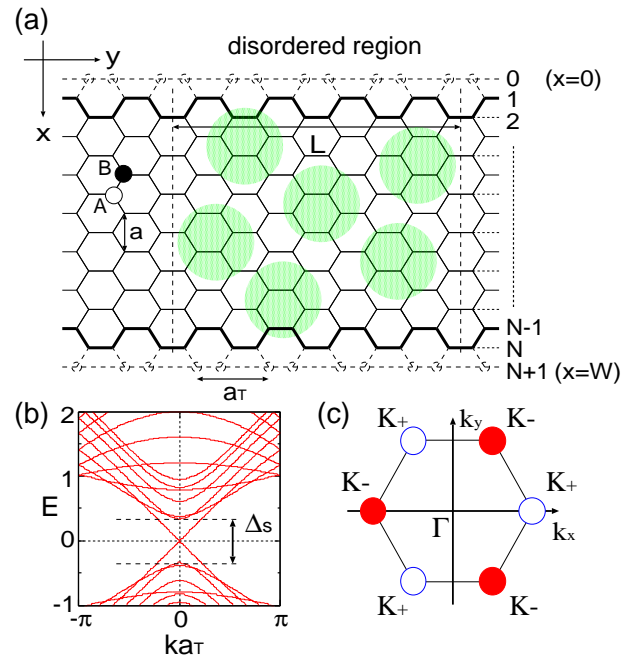 (a)
disordered region
y
x
0 (x=0)
1
2
L
B
A
a
N-1
N
N+1 (x=W)
aT
(b)
2
1
E
0
-1
Δs
-π
0
π
kaT
(c)
ky
K+
K-
K-
K+
Γ
kx
K+
K-